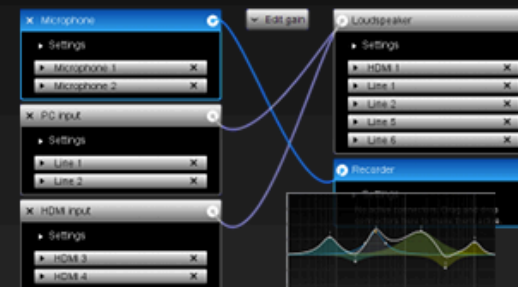 Microphone
Settings
Microphone 1
Microphone 2
PC input
Settings
Line 1
Line 2
HDMI input
Settings
HDMI 3
HDMI 4
Edit gain
Loudspeaker
Settings
HDMI 1
Line 1
Line 2
Line 5
Line 6
Recorder
Settings